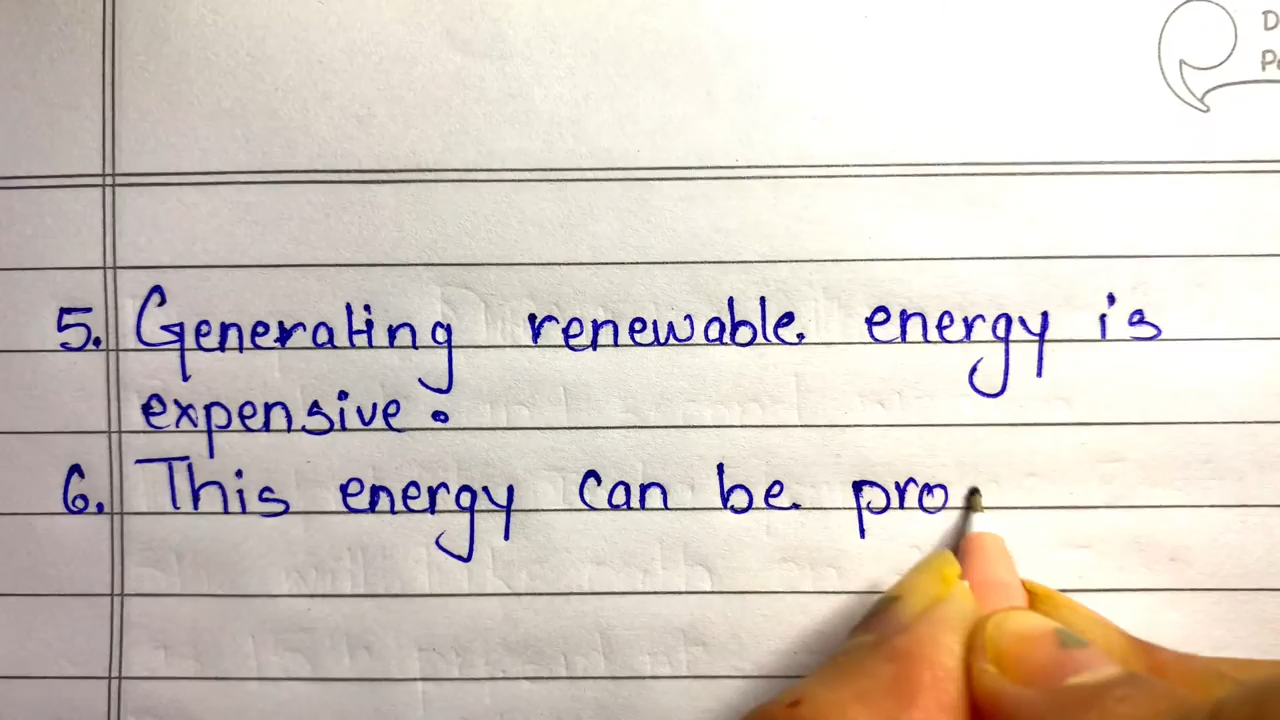 5. Generating renewable energy is
expensive.
6. This energy can be pro